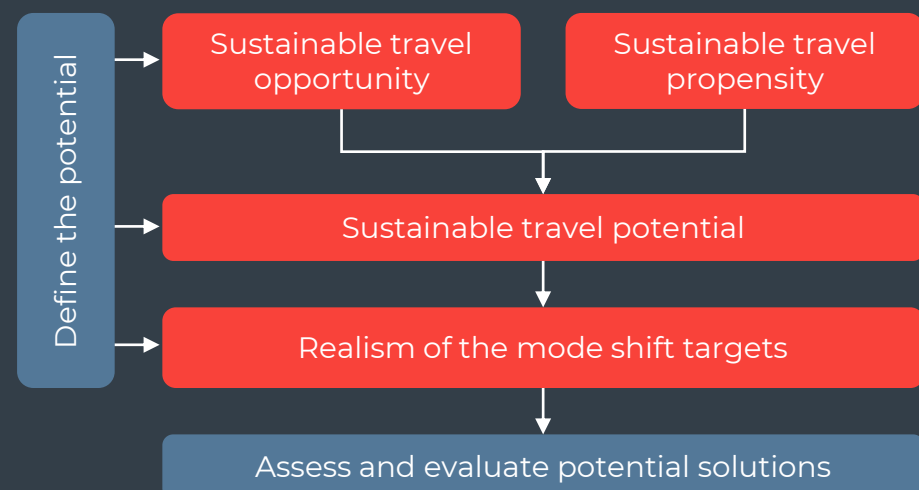 Define the potential
Sustainable travel
opportunity
Sustainable travel
propensity
Sustainable travel potential
Realism of the mode shift targets
Assess and evaluate potential solutions